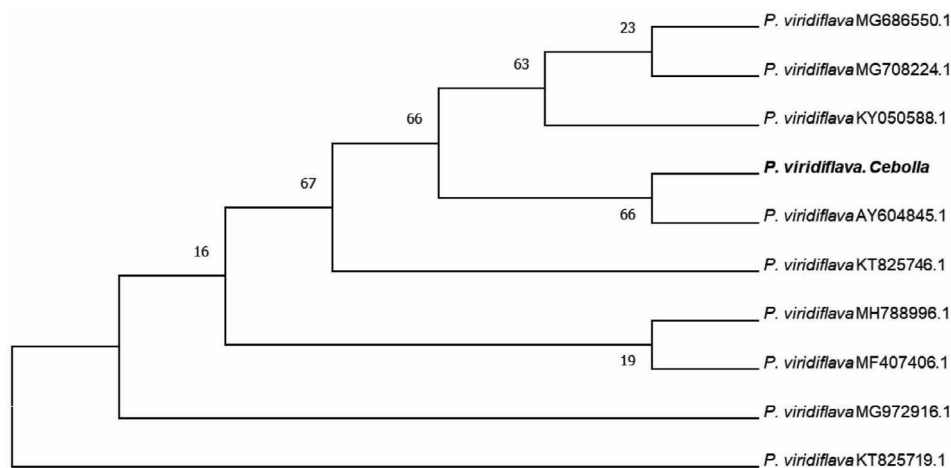 P. viridiflava MG686550.1
23
P. viridiflava MG708224.1
63
P. viridiflava KY050588.1
66
P. viridiflava. Cebolla
67
66
P. viridiflava AY604845.1
16
P. viridiflava KT825746.1
P. viridiflava MH788996.1
19
P. viridiflava MF407406.1
P. viridiflava MG972916.1
P. viridiflava KT825719.1